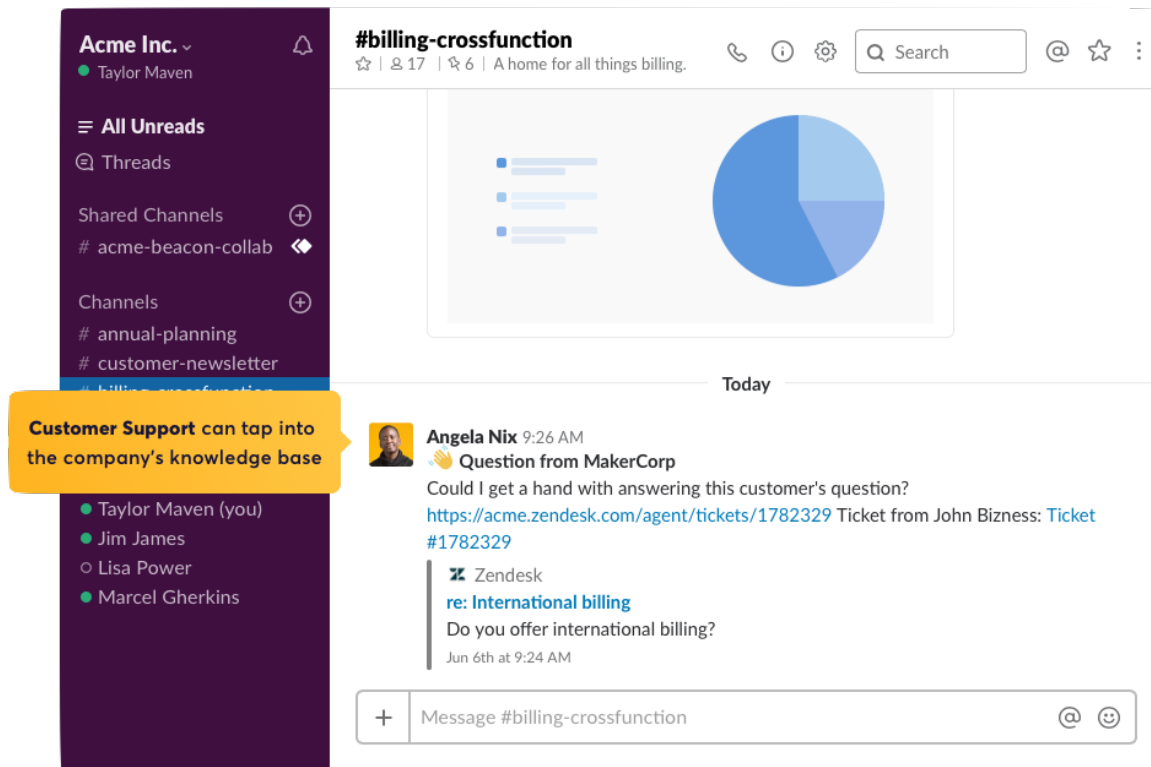 Acme Inc.
Taylor Maven
All Unreads
Threads
Shared Channels
# acme-beacon-collab
Channels
# annual-planning
# customer-newsletter
# billing-crossfunction
Customer Support can tap into
the company's knowledge base
Taylor Maven (you)
Jim James
Lisa Power
Marcel Gherkins
#billing-crossfunction
17 | 6 | A home for all things billing.
Search
Today
Angela Nix 9:26 AM
Question from MakerCorp
Could I get a hand with answering this customer's question?
https://acme.zendesk.com/agent/tickets/1782329 Ticket from John Bizness: Ticket
#1782329
Zendesk
re: International billing
Do you offer international billing?
Jun 6th at 9:24 AM
Message #billing-crossfunction